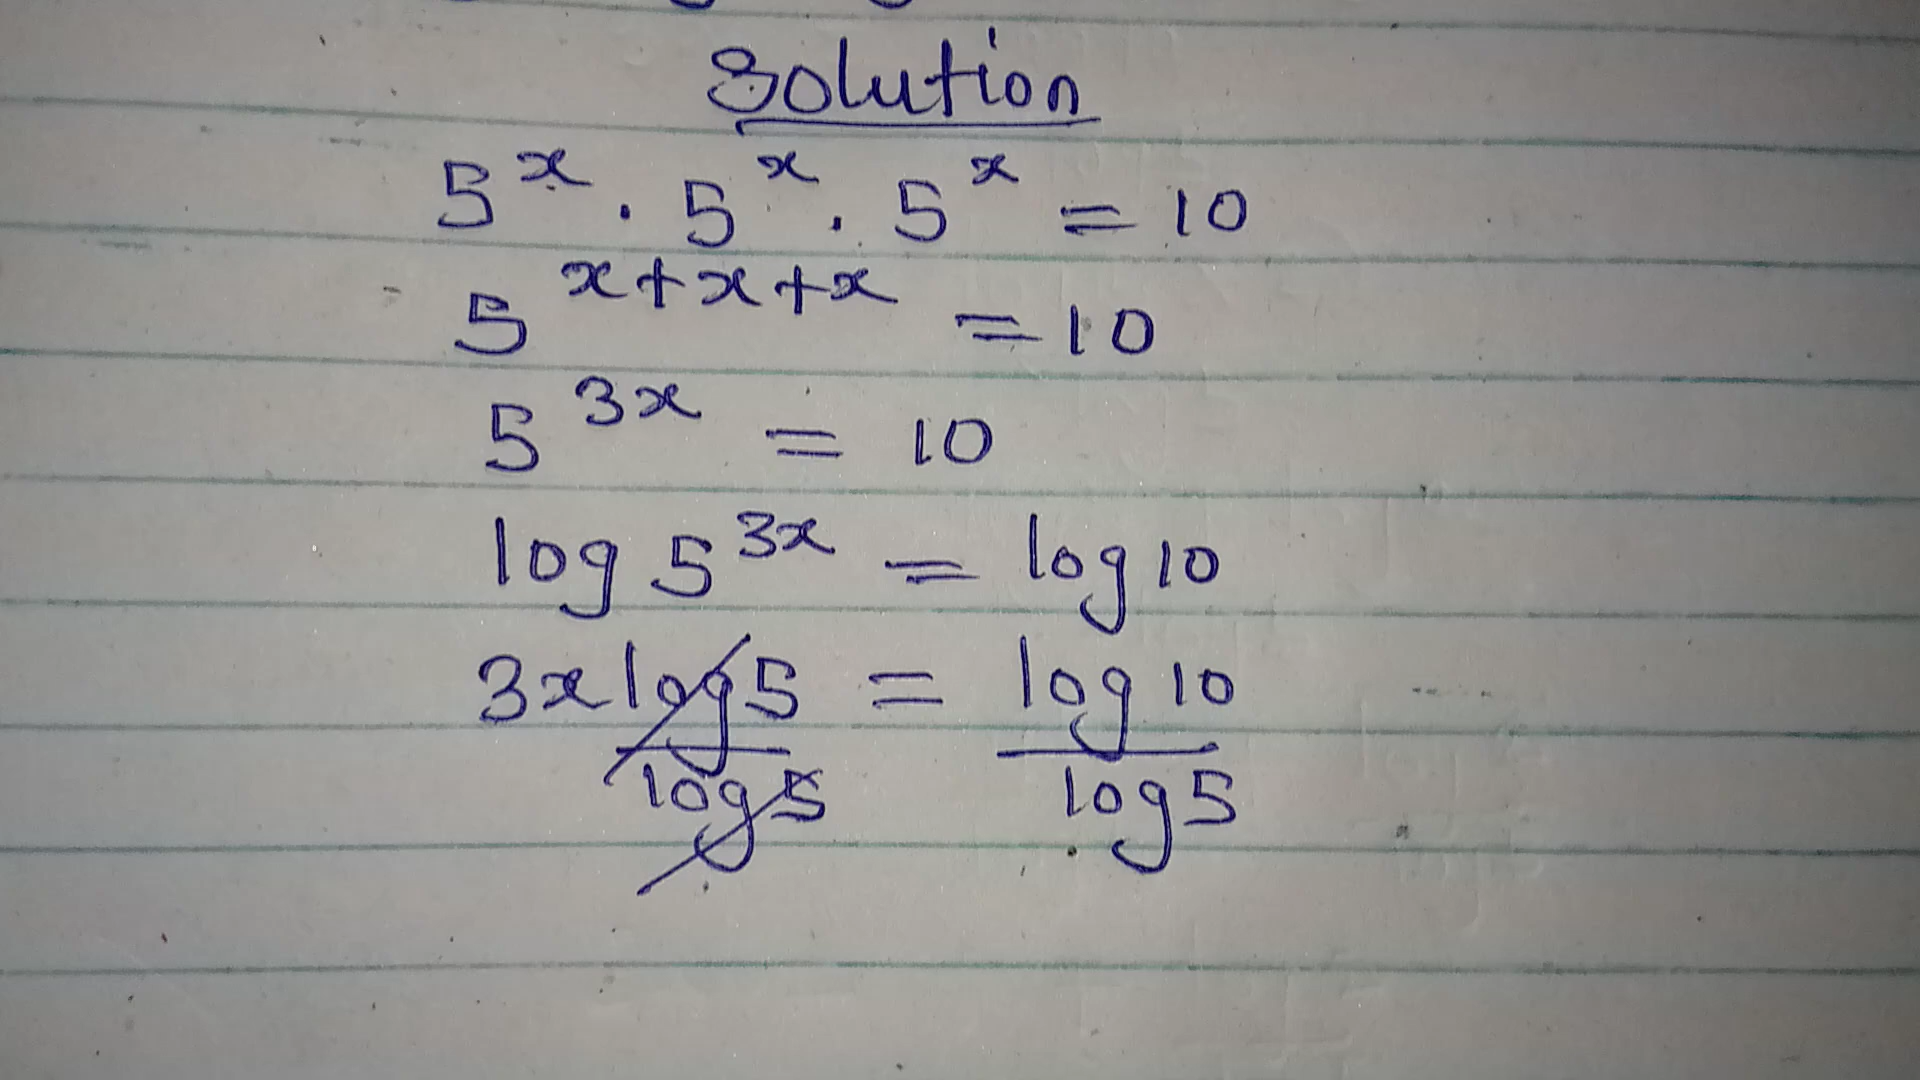 Solution
5^x . 5^x . 5^x = 10
5^x+x+x = 10
5^3x = 10
log 5^3x = log 10
3x log 5 = log 10
log 5 log 5